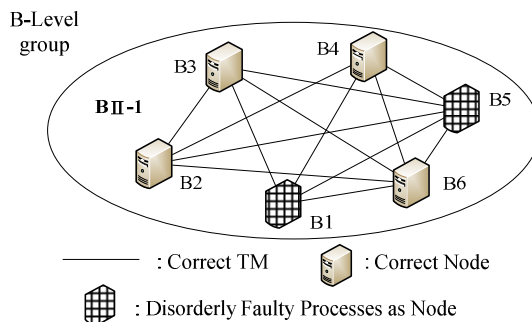 B-Level
group
BⅡ-1
B3
B4
B5
B2
B6
B1
: Correct TM
: Correct Node
: Disorderly Faulty Processes as Node